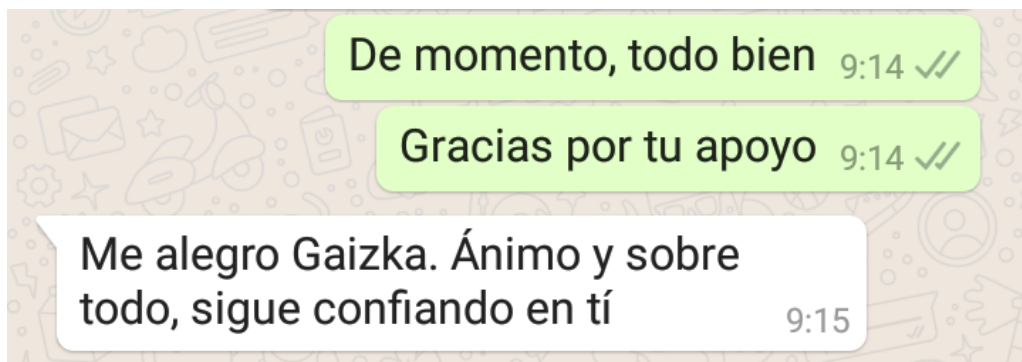 De momento, todo bien 9:14
Gracias por tu apoyo 9:14
Me alegro Gaizka. Ánimo y sobre
todo, sigue confiando en tí 9:15